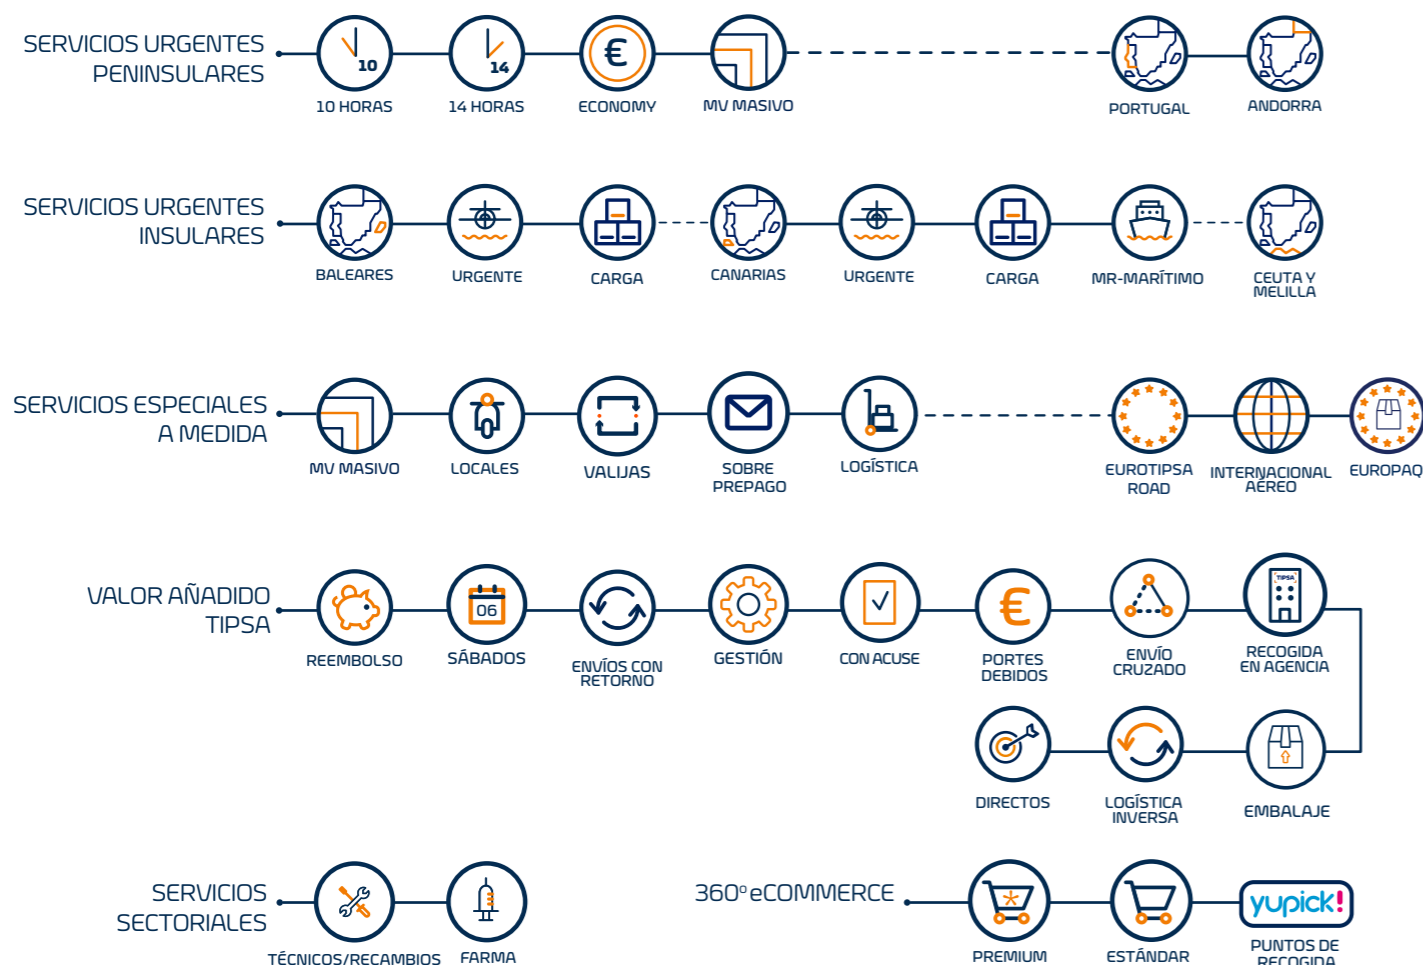 SERVICIOS URGENTES
PENINSULARES
10
14
€
10 HORAS
14 HORAS
ECONOMY
MV MASIVO
PORTUGAL
ANDORRA
SERVICIOS URGENTES
INSULARES
BALEARES
URGENTE
CARGA
CANARIAS
URGENTE
CARGA
MR-MARÍTIMO
CEUTA Y
MELILLA
SERVICIOS ESPECIALES
A MEDIDA
MV MASIVO
LOCALES
VALIJAS
SOBRE
PREPAGO
LOGÍSTICA
EUROTIPSA
ROAD
INTERNACIONAL
AÉREO
EUROPAQ
VALOR AÑADIDO
TIPSA
06
€
TIPSA
REEMBOLSO
SÁBADOS
ENVÍOS CON
RETORNO
GESTIÓN
CON ACUSE
PORTES
DEBIDOS
ENVÍO
CRUZADO
RECOGIDA
EN AGENCIA
DIRECTOS
LOGÍSTICA
INVERSA
EMBALAJE
SERVICIOS
SECTORIALES
TÉCNICOS/RECAMBIOS
FARMA
360º eCOMMERCE
PREMIUM
ESTÁNDAR
yupick!
PUNTOS DE
RECOGIDA